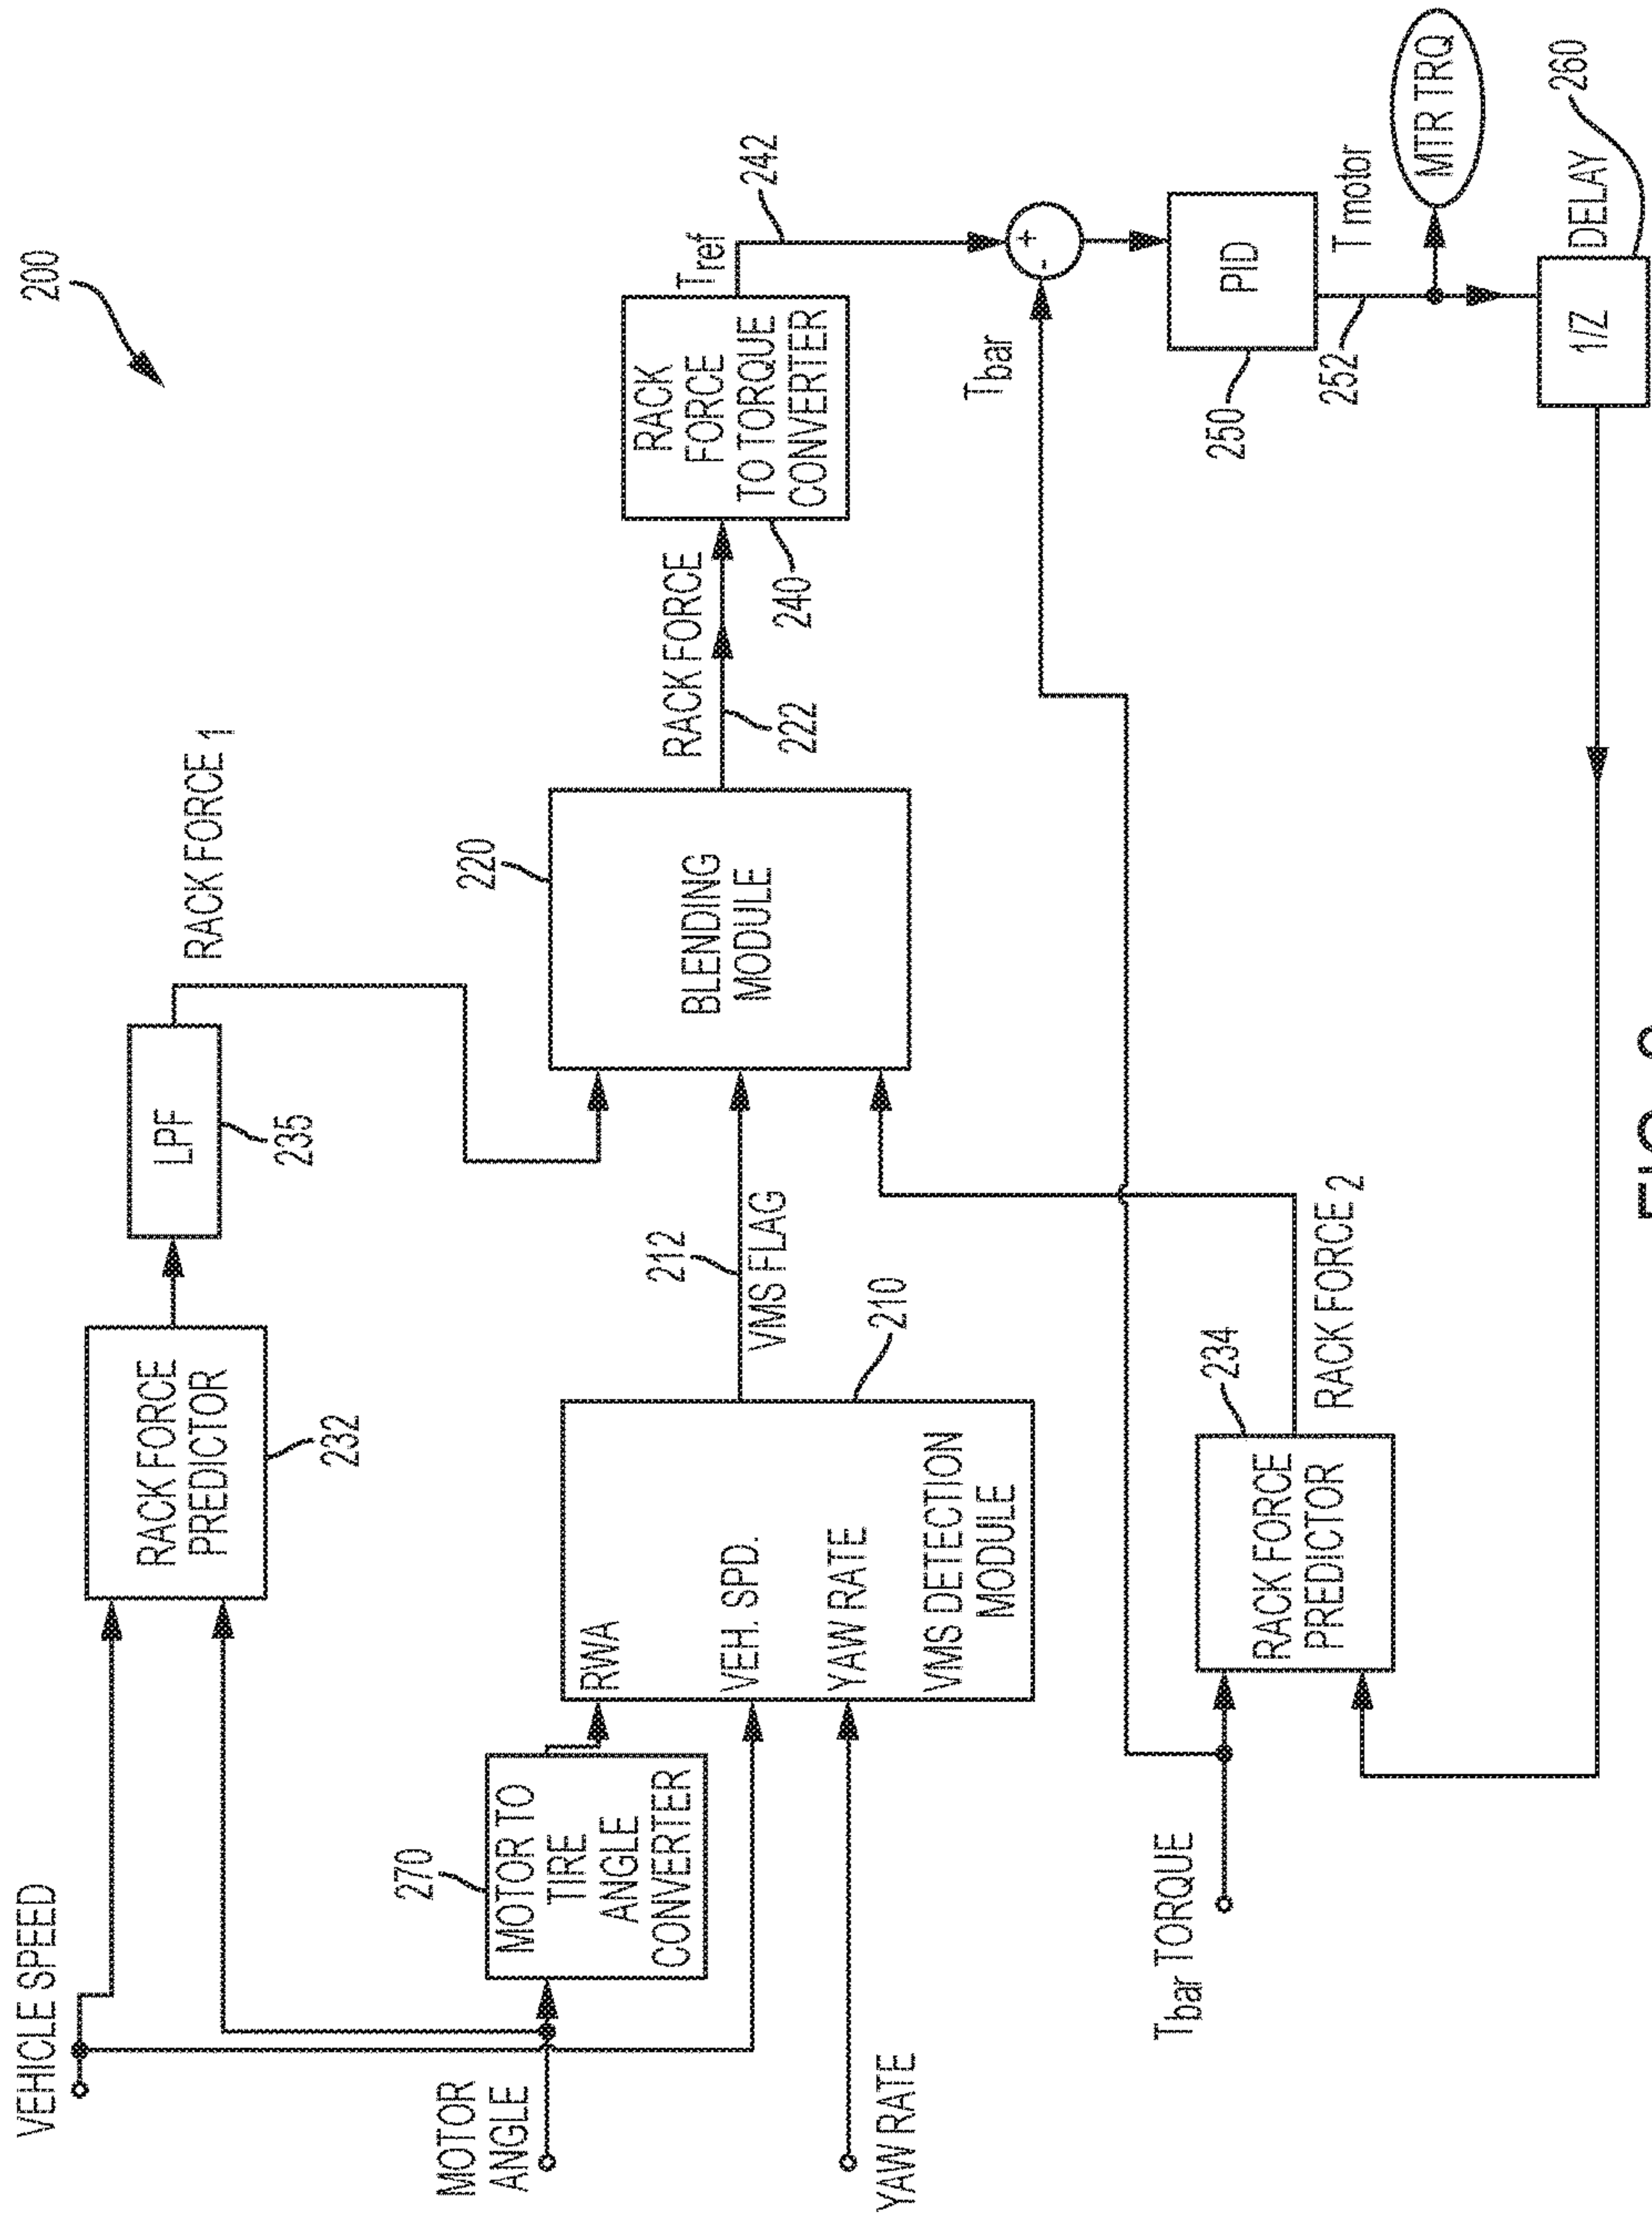 200
VEHICLE SPEED
RACK FORCE
PREDICTOR
232
LPF
235
RACK FORCE 1
MOTOR
ANGLE
270
MOTOR TO
TIRE
ANGLE
CONVERTER
RWA
VEH. SPD.
YAW RATE
VMS DETECTION
MODULE
210
212
VMS FLAG
220
BLENDING
MODULE
RACK FORCE
222
RACK
FORCE
TO TORQUE
CONVERTER
240
Tref
242
YAW RATE
Tbar
+
-
PID
250
Tbar TORQUE
234
RACK FORCE
PREDICTOR
RACK FORCE 2
252
T motor
MTR TRQ
1/Z
DELAY
260